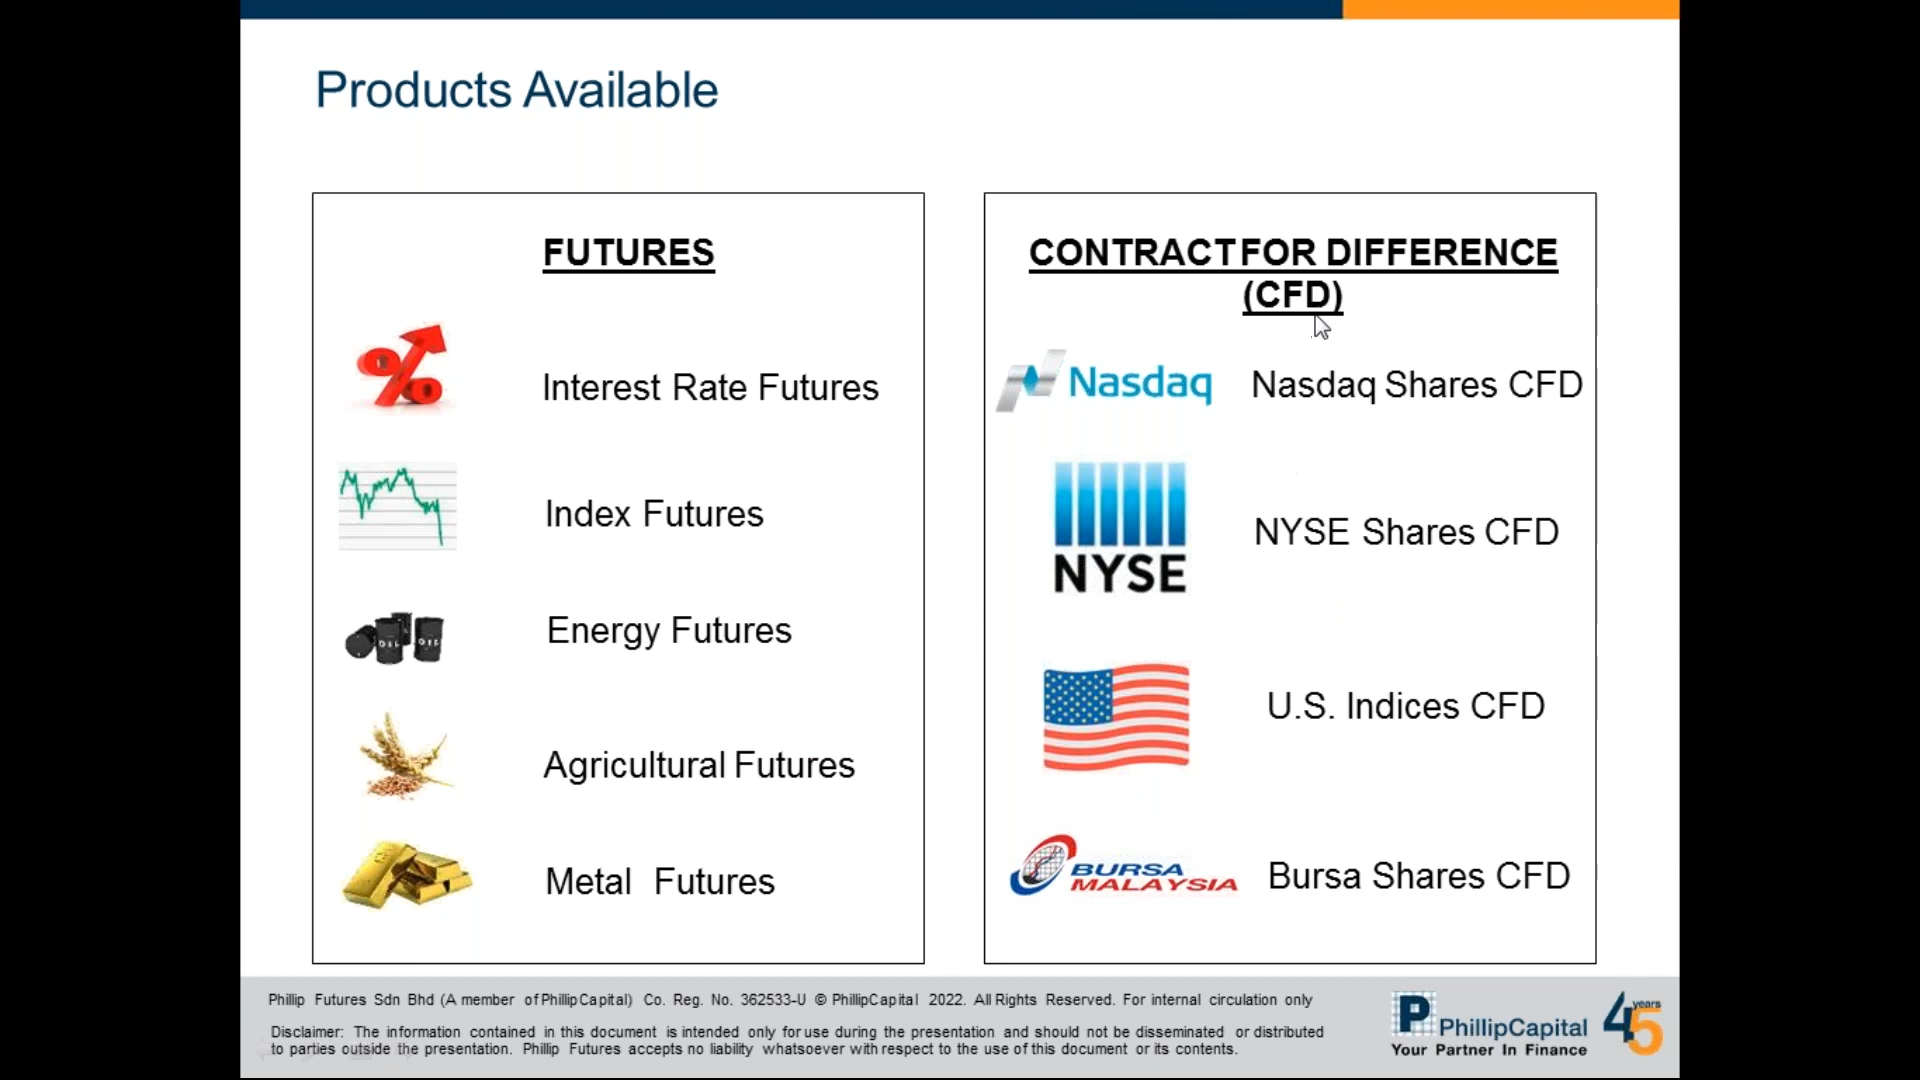 Products Available
FUTURES
Interest Rate Futures
Index Futures
OIL OIL
Energy Futures
Agricultural Futures
Metal Futures
CONTRACT FOR DIFFERENCE
(CFD)
Nasdaq Nasdaq Shares CFD
NYSE
NYSE Shares CFD
U.S. Indices CFD
BURSA
MALAYSIA
Bursa Shares CFD
Phillip Futures Sdn Bhd (A member of PhillipCapital) Co. Reg. No. 362533-U © PhillipCapital 2022. All Rights Reserved. For internal circulation only
Disclaimer: The information contained in this document is intended only for use during the presentation and should not be disseminated or distributed
to parties outside the presentation. Phillip Futures accepts no liability whatsoever with respect to the use of this document or its contents.
P PhillipCapital
Your Partner In Finance
45 years